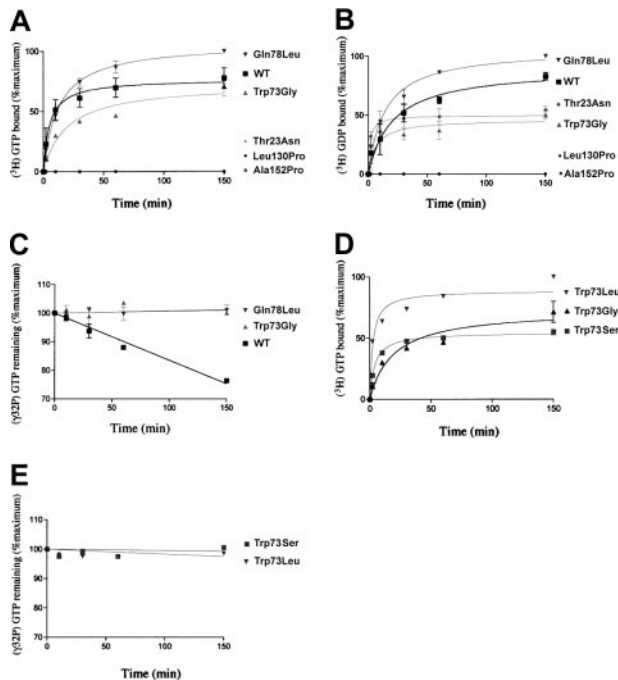 A
B
(³H) GTP bound (%maximum)
100
50
0
0
50
100
150
Time (min)
Gln78Leu
WT
Trp73Gly
Thr23Asn
Leu130Pro
Ala152Pro
(³H) GDP bound (%maximum)
100
50
0
0
50
100
150
Time (min)
Gln78Leu
WT
Thr23Asn
Trp73Gly
Leu130Pro
Ala152Pro
C
D
(γ32P) GTP remaining (%maximum)
110
100
90
80
70
0
50
100
150
Time (min)
Gln78Leu
Trp73Gly
WT
(³H) GTP bound (%maximum)
100
50
0
0
50
100
150
Time (min)
Trp73Leu
Trp73Gly
Trp73Ser
E
(γ32P) GTP remaining (%maximum)
110
100
90
80
70
0
50
100
150
Time (min)
Trp73Ser
Trp73Leu